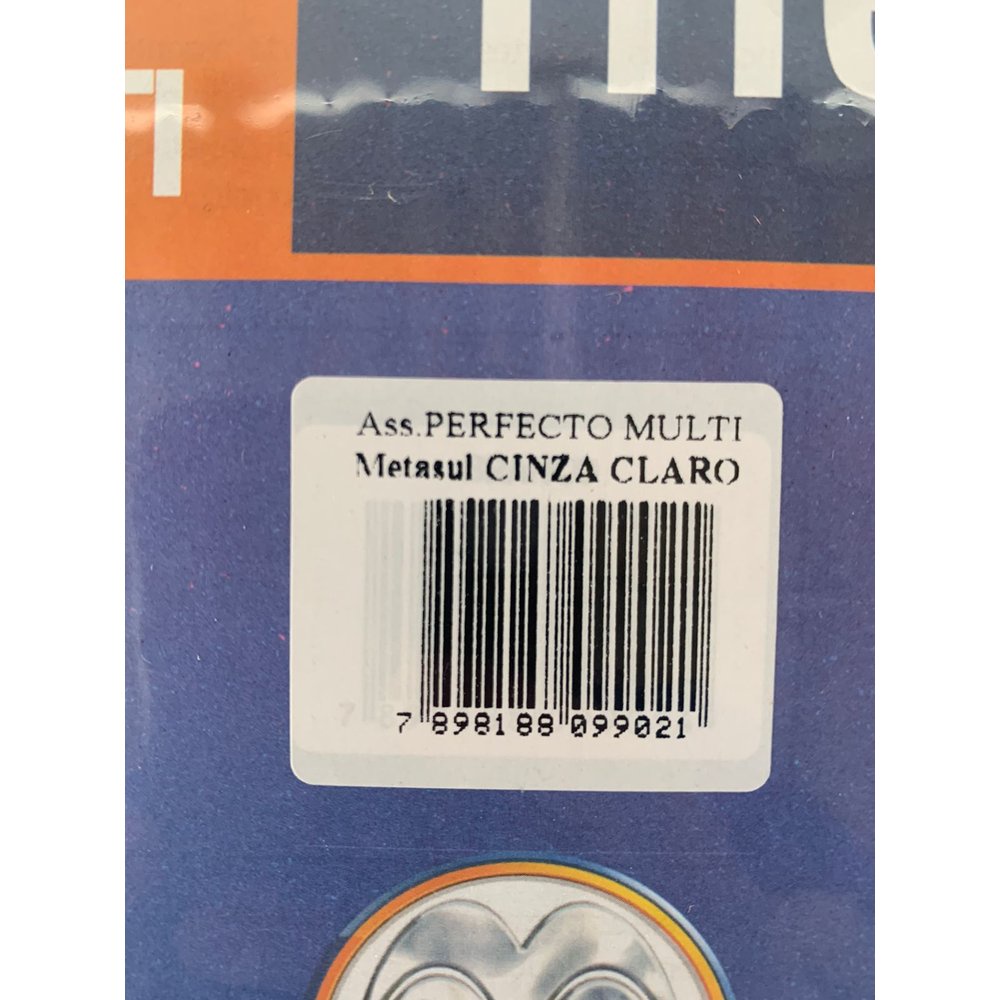 Ass.PERFECTO MULTI
Metasul CINZA CLARO
7 898188 099021